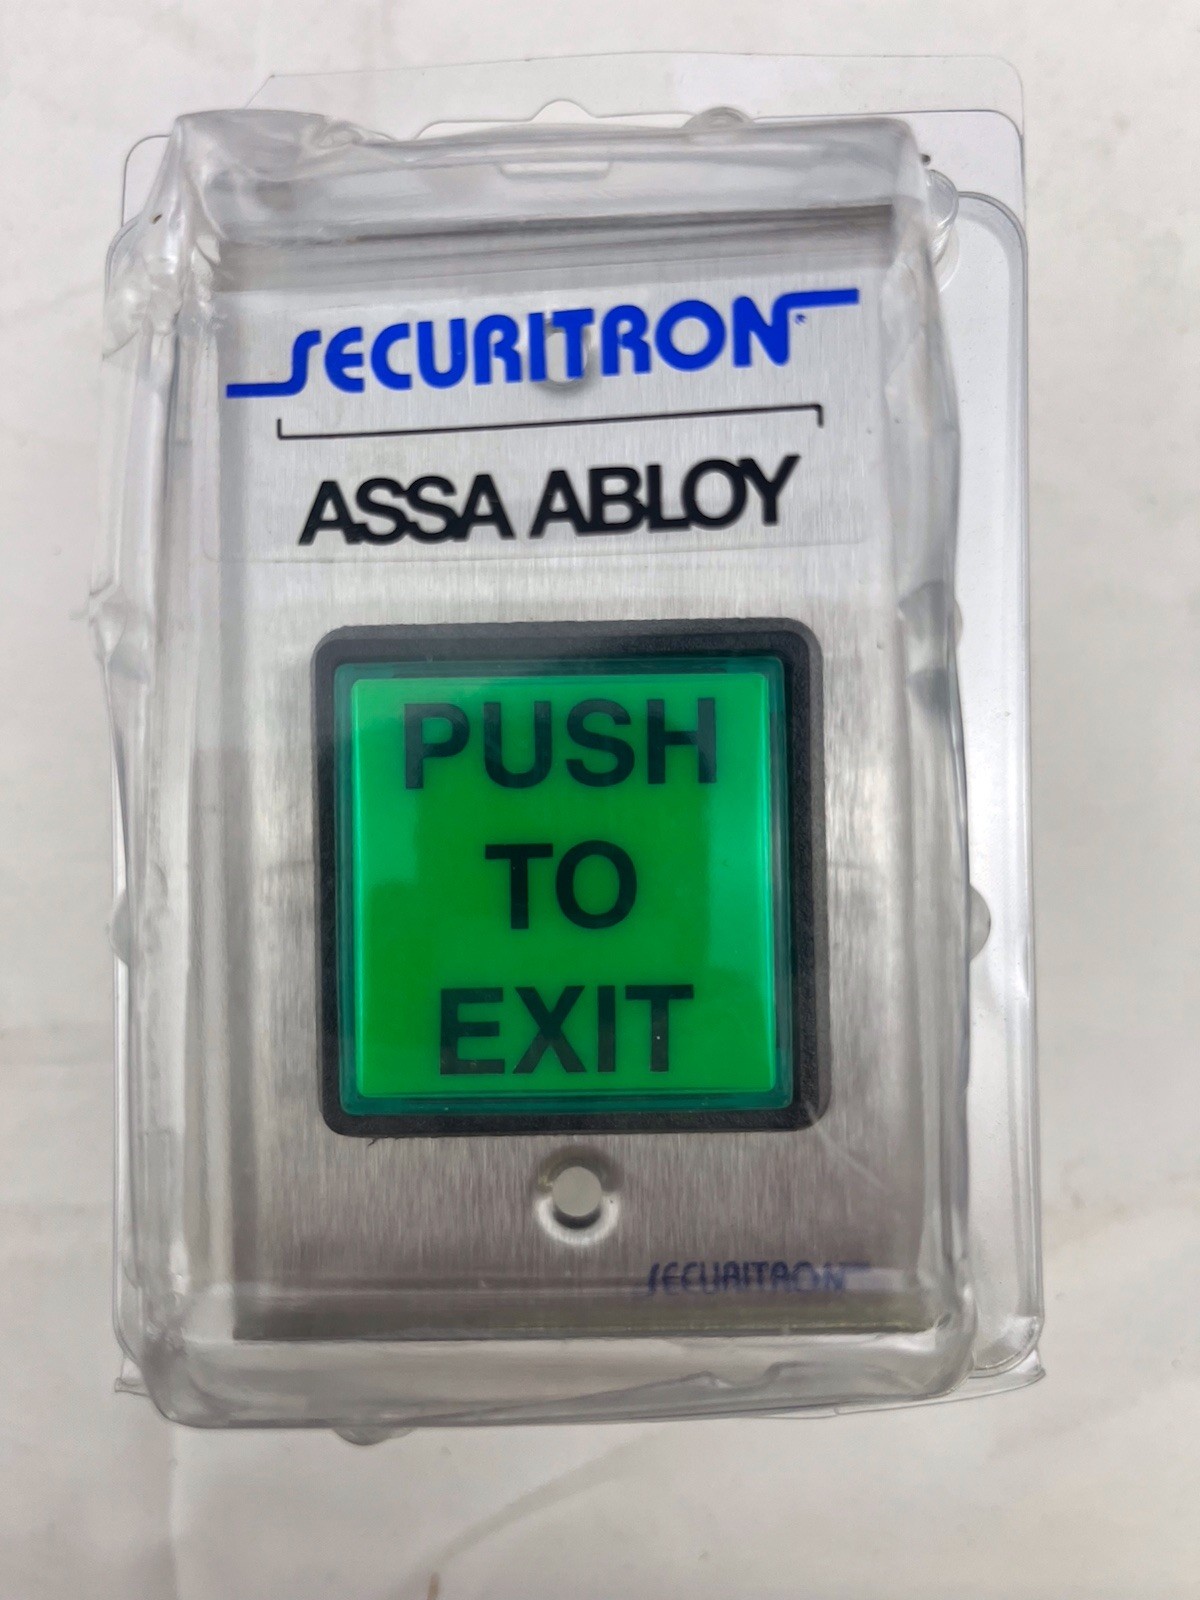 SECURITRON®
ASSA ABLOY
PUSH
TO
EXIT
SECURITRON